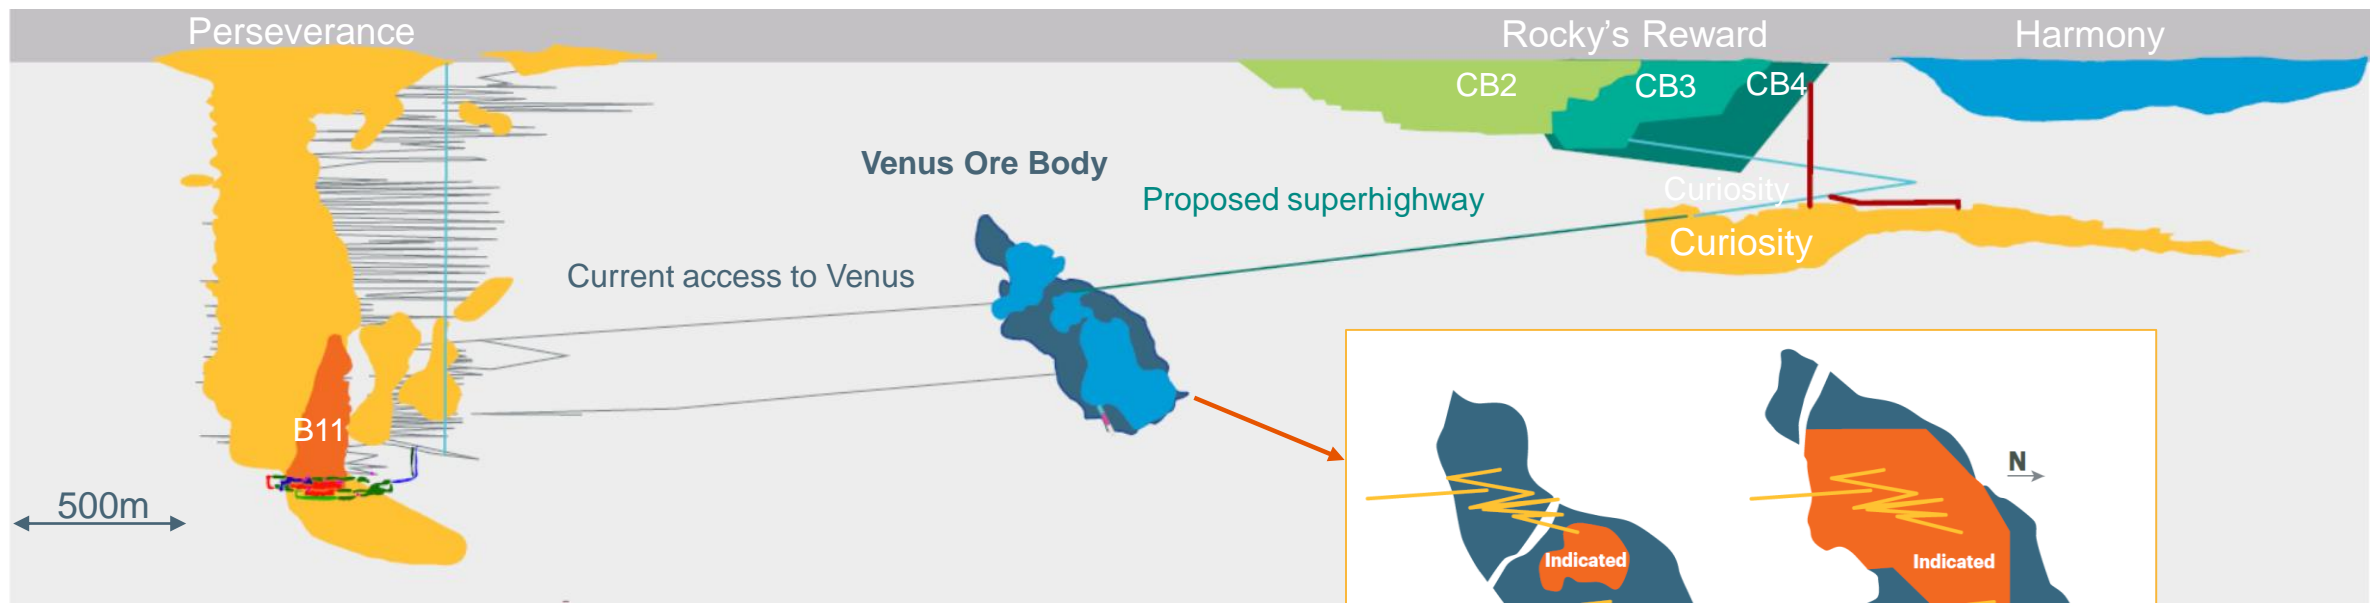 Perseverance
Rocky's Reward
Harmony
CB2
CB3
CB4
Venus Ore Body
Proposed superhighway
Curiosity
Curiosity
Current access to Venus
B11
500m
N
Indicated
Indicated